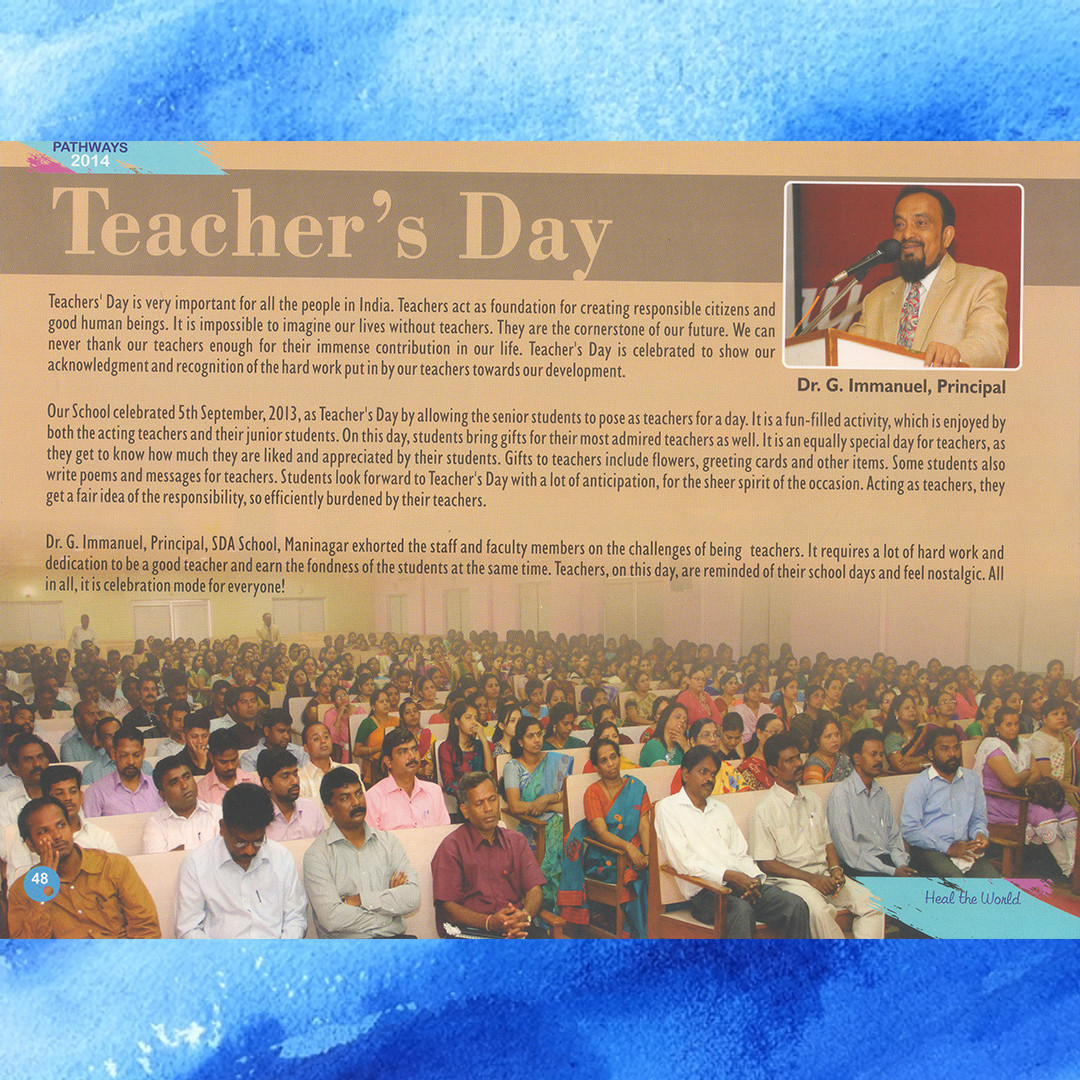 PATHWAYS
2014
Teacher's Day
Teachers' Day is very important for all the people in India. Teachers act as foundation for creating responsible citizens and
good human beings. It is impossible to imagine our lives without teachers. They are the cornerstone of our future. We can
never thank our teachers enough for their immense contribution in our life. Teacher's Day is celebrated to show our
acknowledgment and recognition of the hard work put in by our teachers towards our development.
Dr. G. Immanuel, Principal
Our School celebrated 5th September, 2013, as Teacher's Day by allowing the senior students to pose as teachers for a day. It is a fun-filled activity, which is enjoyed by
both the acting teachers and their junior students. On this day, students bring gifts for their most admired teachers as well. It is an equally special day for teachers, as
they get to know how much they are liked and appreciated by their students. Gifts to teachers include flowers, greeting cards and other items. Some students also
write poems and messages for teachers. Students look forward to Teacher's Day with a lot of anticipation, for the sheer spirit of the occasion. Acting as teachers, they
get a fair idea of the responsibility, so efficiently burdened by their teachers.
Dr. G. Immanuel, Principal, SDA School, Maninagar exhorted the staff and faculty members on the challenges of being teachers. It requires a lot of hard work and
dedication to be a good teacher and earn the fondness of the students at the same time. Teachers, on this day, are reminded of their school days and feel nostalgic. All
in all, it is celebration mode for everyone!
48
Heal the World